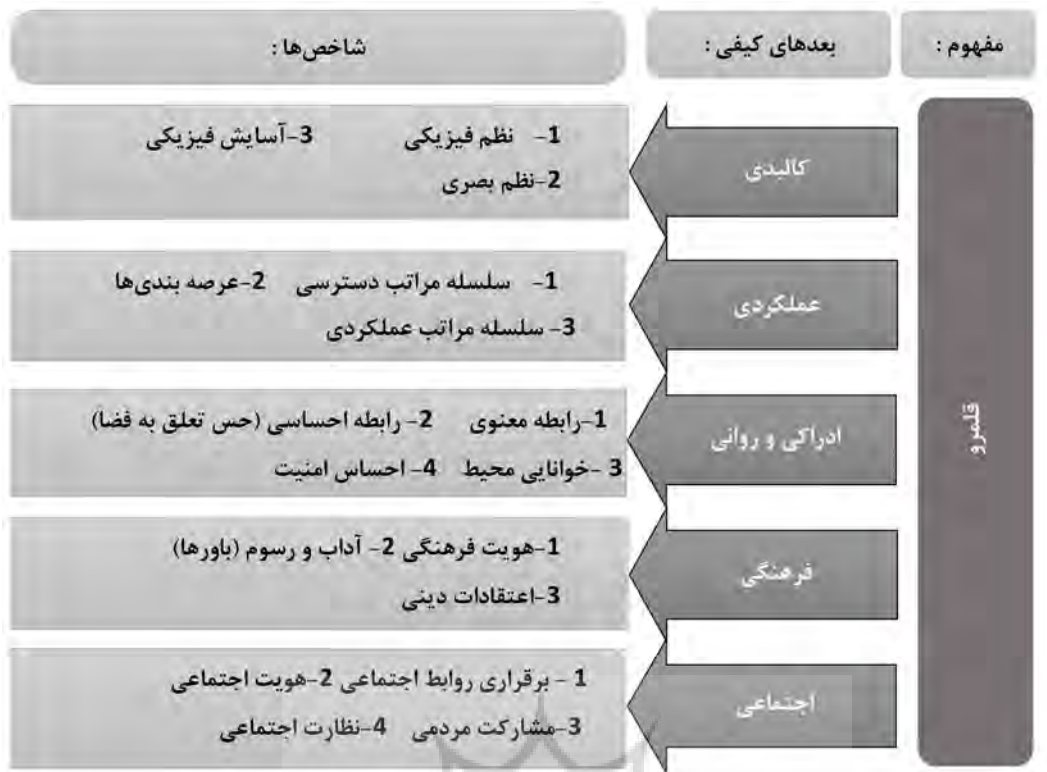 مفهوم :
بعدهای کیفی :
شاخص‌ها :
قلمرو
کالبدی
1- نظم فیزیکی 3-آسایش فیزیکی
2-نظم بصری
عملکردی
1- سلسله مراتب دسترسی 2-عرصه بندی‌ها
3- سلسله مراتب عملکردی
ادراکی و روانی
1-رابطه معنوی 2- رابطه احساسی (حس تعلق به فضا)
3 -خوانایی محیط 4- احساس امنیت
فرهنگی
1-هویت فرهنگی 2- آداب و رسوم (باورها)
3-اعتقادات دینی
اجتماعی
1 - برقراری روابط اجتماعی 2-هویت اجتماعی
3-مشارکت مردمی 4-نظارت اجتماعی